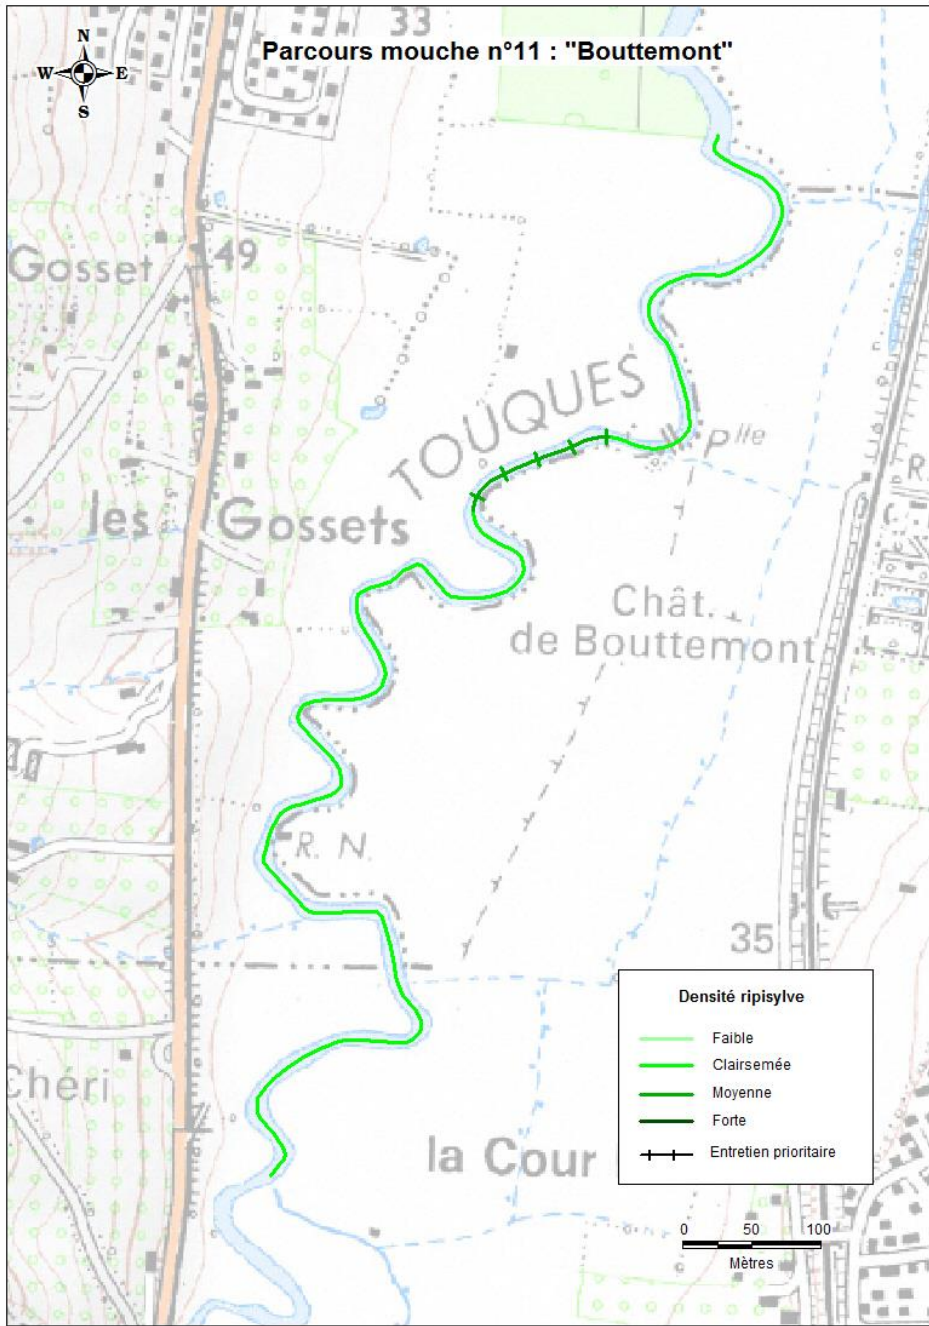 33
Parcours mouche n°11 : "Bouttemont"
N
W E
S
Gosset
49
TOUQUES
Plle
R
les Gossets
Chât.
de Bouttemont
R. N.
35
Densité ripisylve
Faible
Clairsemée
Moyenne
Forte
Entretien prioritaire
Chéri
la Cour
0 50 100
Mètres